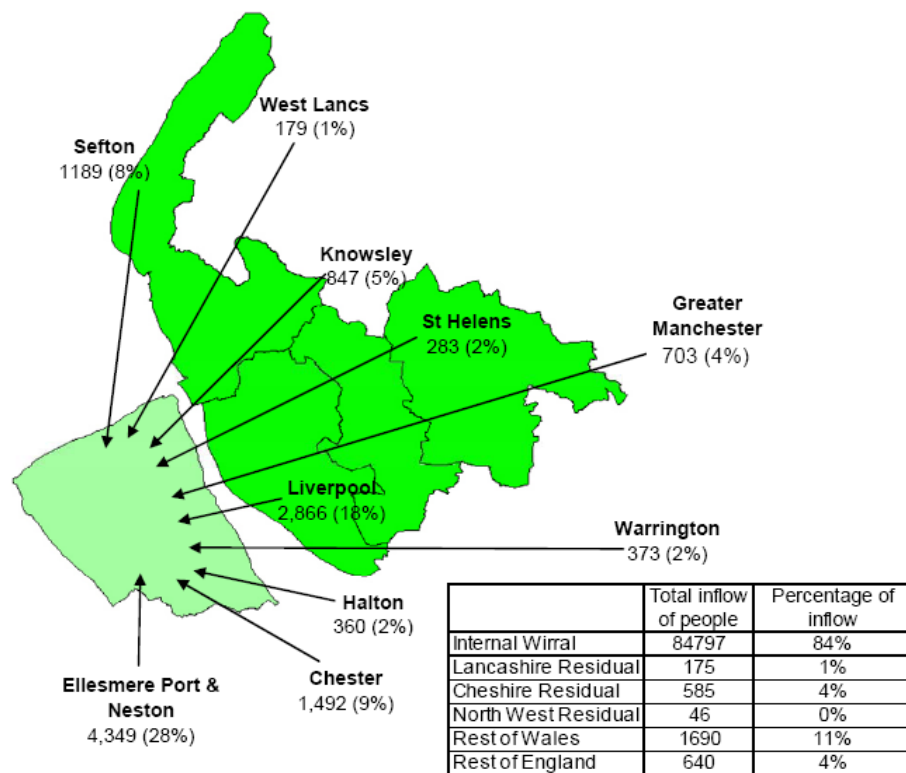 West Lancs
179 (1%)
Sefton
1189 (8%)
Knowsley
847 (5%)
Greater
Manchester
703 (4%)
St Helens
283 (2%)
Liverpool
2,866 (18%)
Warrington
373 (2%)
Halton
360 (2%)
Chester
1,492 (9%)
Ellesmere Port &
Neston
4,349 (28%)
Total inflow of people Percentage of inflow
Internal Wirral 84797 84%
Lancashire Residual 175 1%
Cheshire Residual 585 4%
North West Residual 46 0%
Rest of Wales 1690 11%
Rest of England 640 4%